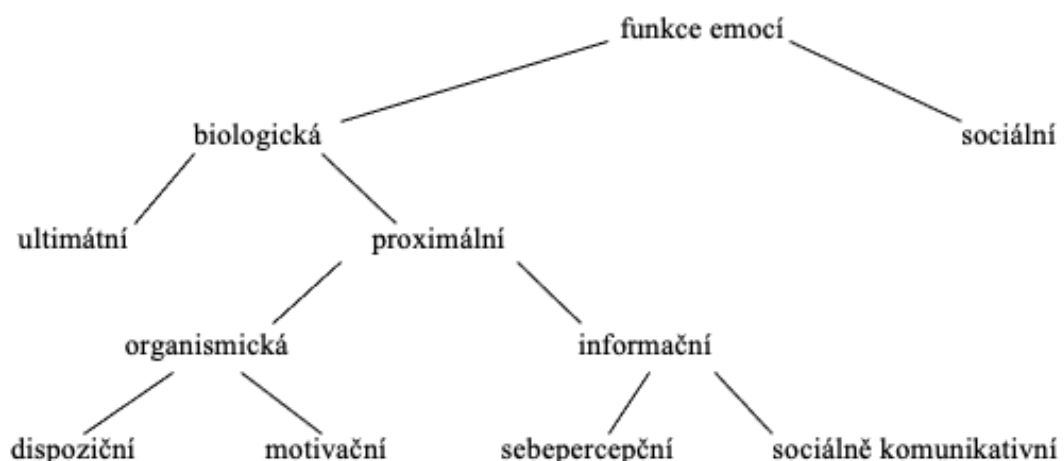 funkce emocí
biologická sociální
ultimátní proximální
organismická informační
dispoziční motivační sebepercepční sociálně komunikativní